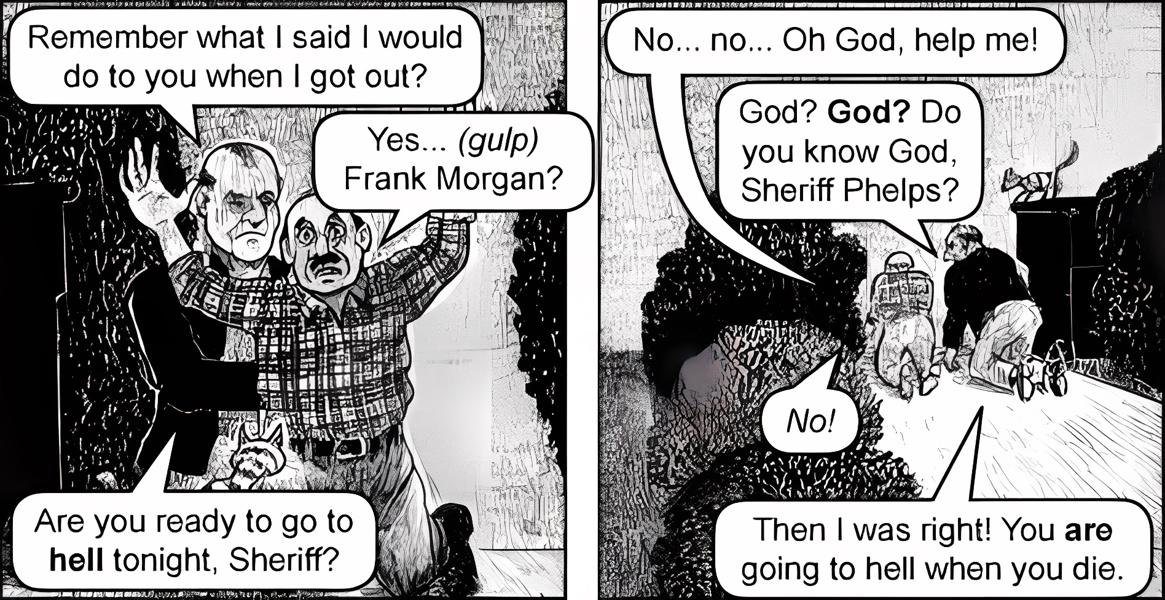 Remember what I said I would
do to you when I got out?
Yes... (gulp)
Frank Morgan?
Are you ready to go to
hell tonight, Sheriff?
No... no... Oh God, help me!
God? God? Do
you know God,
Sheriff Phelps?
No!
Then I was right! You are
going to hell when you die.